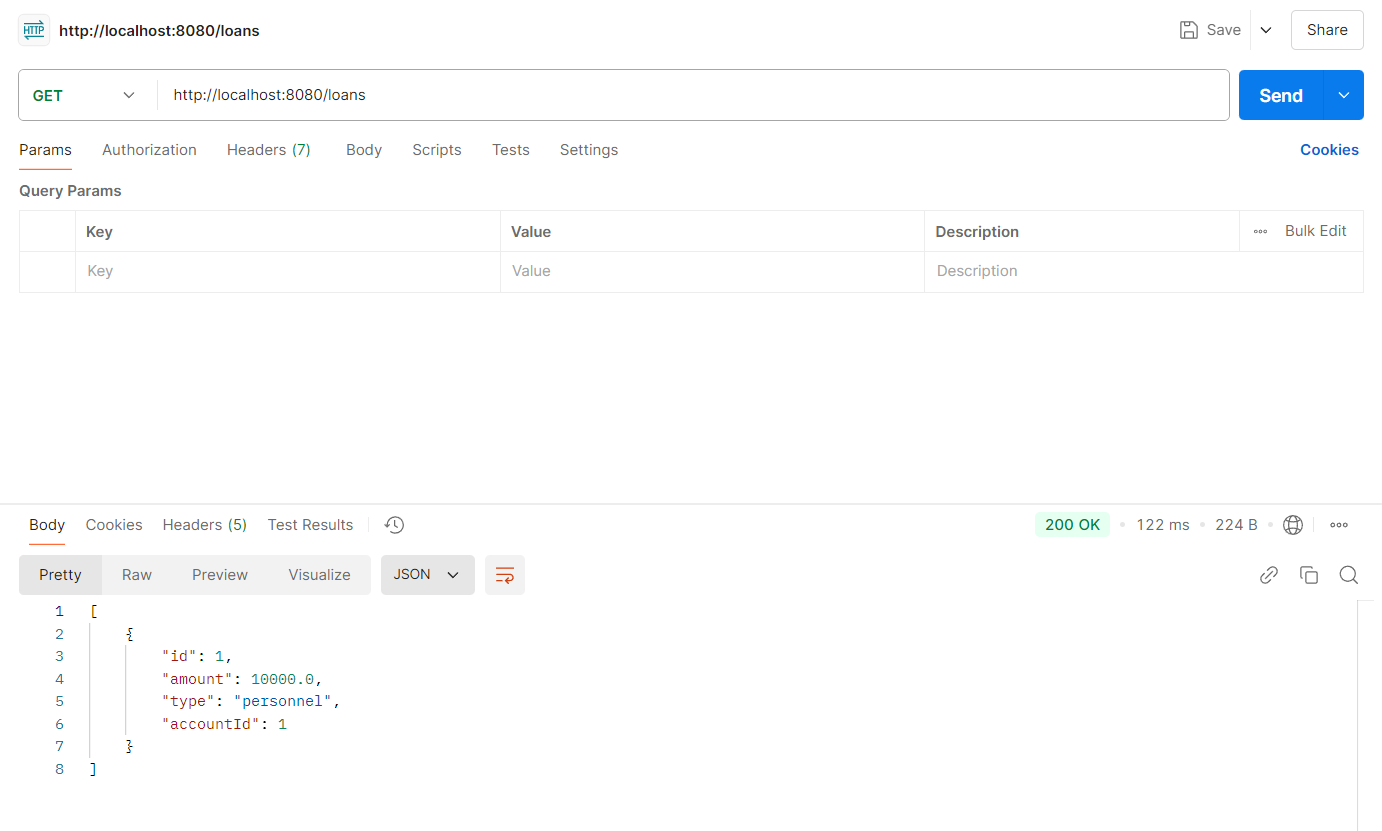 HTTP http://localhost:8080/loans Save Share
GET http://localhost:8080/loans Send
Params Authorization Headers (7) Body Scripts Tests Settings Cookies
Query Params
Key Value Description Bulk Edit
Key Value Description
Body Cookies Headers (5) Test Results 200 OK 122 ms 224 B
Pretty Raw Preview Visualize JSON
1 [
2 {
3 "id": 1,
4 "amount": 10000.0,
5 "type": "personnel",
6 "accountId": 1
7 }
8 ]